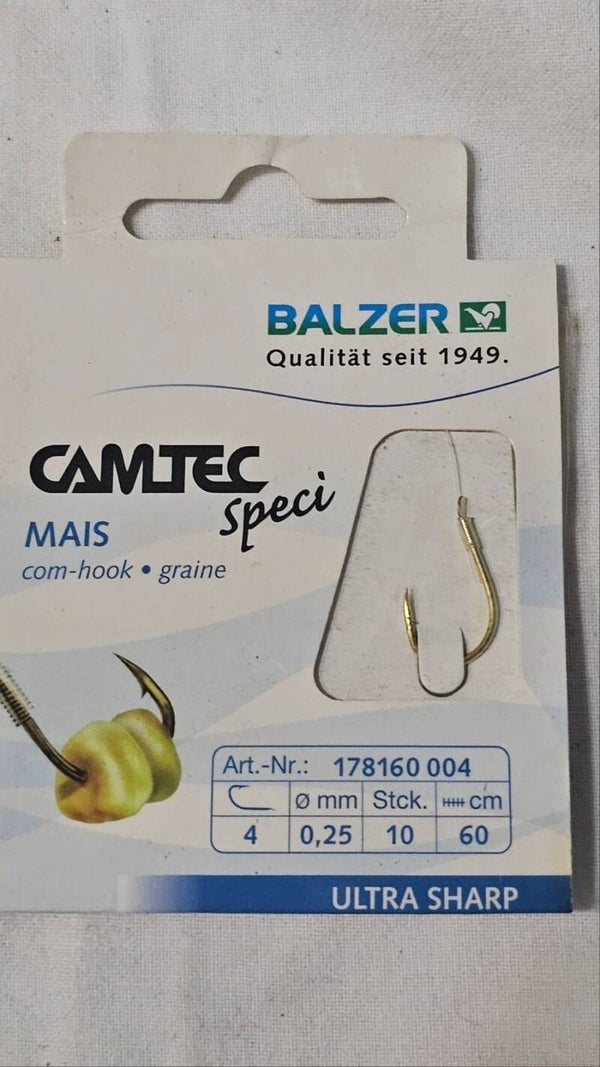 BALZER
Qualität seit 1949.
CAMTEC
speci
MAIS
com-hook • graine
Art.-Nr.: 178160 004
Ø mm Stck. cm
4 0,25 10 60
ULTRA SHARP